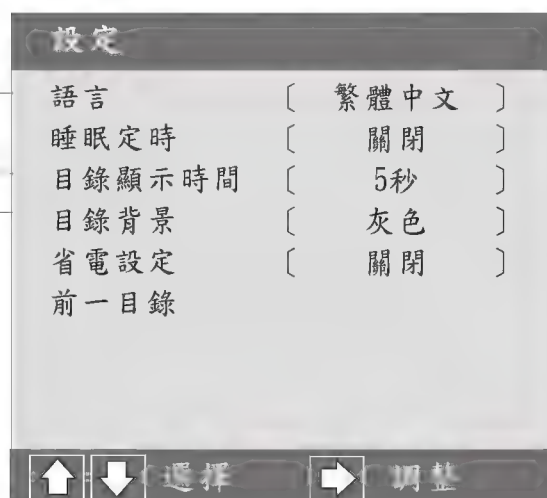 設定
語言 〔 繁體中文 〕
睡眠定時 〔 關閉 〕
目錄顯示時間 〔 5秒 〕
目錄背景 〔 灰色 〕
省電設定 〔 關閉 〕
前一目錄
選擇 調整